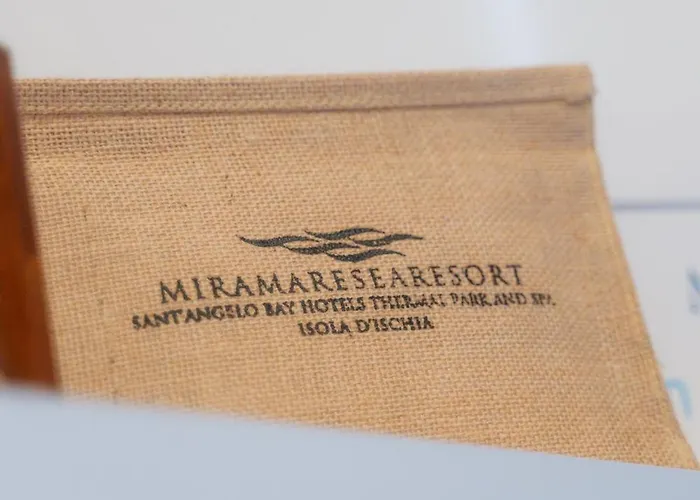 MIRAMARESEARESORT
SANT'ANGELO BAY HOTELS THERMAL PARK AND SPA
ISOLA D'ISCHIA